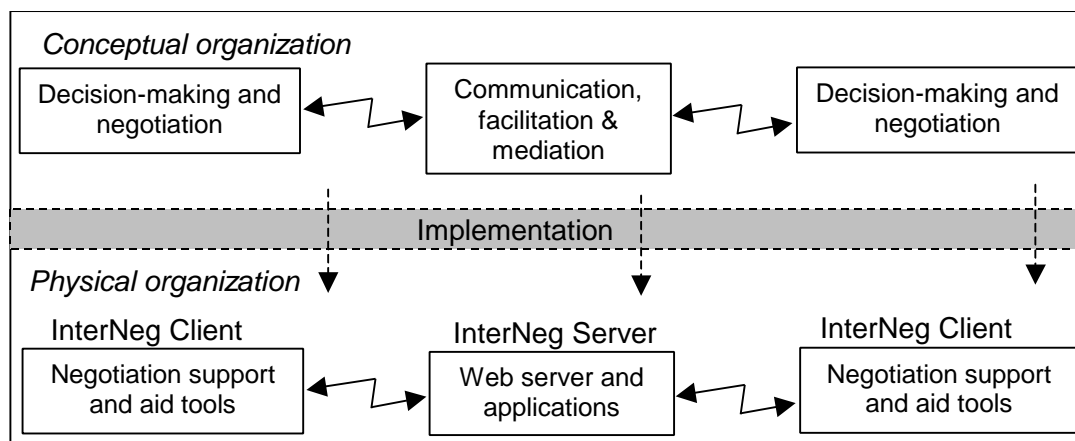 Conceptual organization
Decision-making and
negotiation
Communication,
facilitation &
mediation
Decision-making and
negotiation
Implementation
Physical organization
InterNeg Client
Negotiation support
and aid tools
InterNeg Server
Web server and
applications
InterNeg Client
Negotiation support
and aid tools